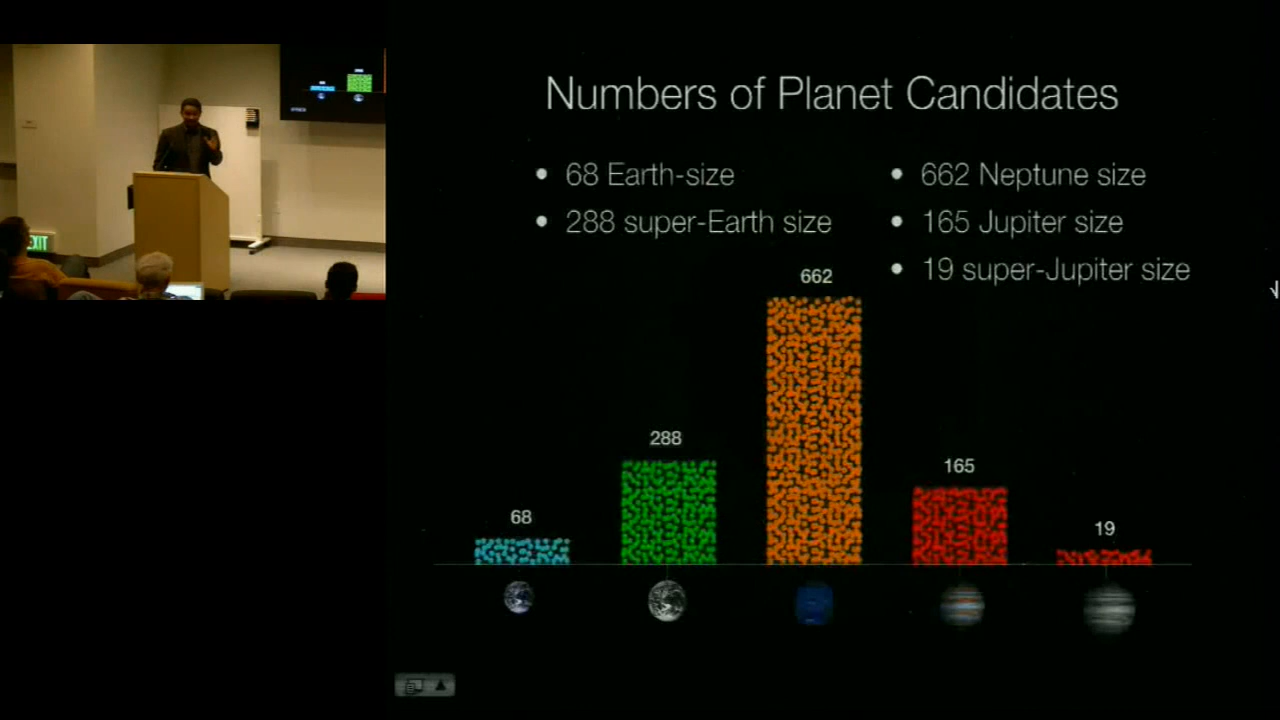 Numbers of Planet Candidates
• 68 Earth-size
• 288 super-Earth size
• 662 Neptune size
• 165 Jupiter size
• 19 super-Jupiter size
68
288
662
165
19
EXIT